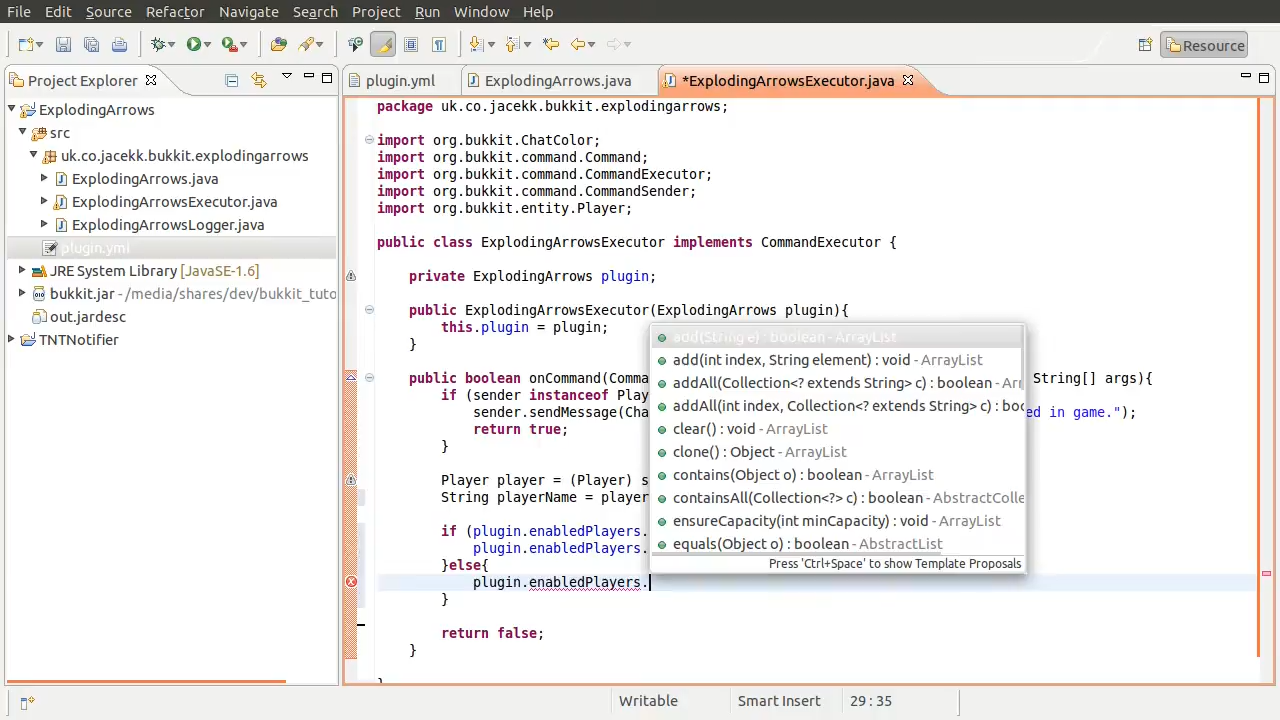 File Edit Source Refactor Navigate Search Project Run Window Help
Resource
Project Explorer
plugin.yml
ExplodingArrows.java
*ExplodingArrowsExecutor.java
ExplodingArrows
src
uk.co.jacekk.bukkit.explodingarrows
ExplodingArrows.java
ExplodingArrowsExecutor.java
ExplodingArrowsLogger.java
plugin.yml
JRE System Library [JavaSE-1.6]
bukkit.jar - /media/shares/dev/bukkit_tuto
out.jardesc
TNTNotifier
package uk.co.jacekk.bukkit.explodingarrows;
import org.bukkit.ChatColor;
import org.bukkit.command.Command;
import org.bukkit.command.CommandExecutor;
import org.bukkit.command.CommandSender;
import org.bukkit.entity.Player;
public class ExplodingArrowsExecutor implements CommandExecutor {
private ExplodingArrows plugin;
public ExplodingArrowsExecutor(ExplodingArrows plugin){
this.plugin = plugin;
}
public boolean onCommand(Comma String[] args){
if (sender instanceof Play
sender.sendMessage(Cha ed in game.");
return true;
}
Player player = (Player) s
String playerName = player
if (plugin.enabledPlayers.
plugin.enabledPlayers.
}else{
plugin.enabledPlayers.
}
return false;
}
}
add(String e) : boolean - ArrayList
add(int index, String element) : void - ArrayList
addAll(Collection<? extends String> c) : boolean - Arr
addAll(int index, Collection<? extends String> c) : boo
clear() : void - ArrayList
clone() : Object - ArrayList
contains(Object o) : boolean - ArrayList
containsAll(Collection<?> c) : boolean - AbstractColle
ensureCapacity(int minCapacity) : void - ArrayList
equals(Object o) : boolean - AbstractList
Press 'Ctrl+Space' to show Template Proposals
Writable
Smart Insert
29 : 35